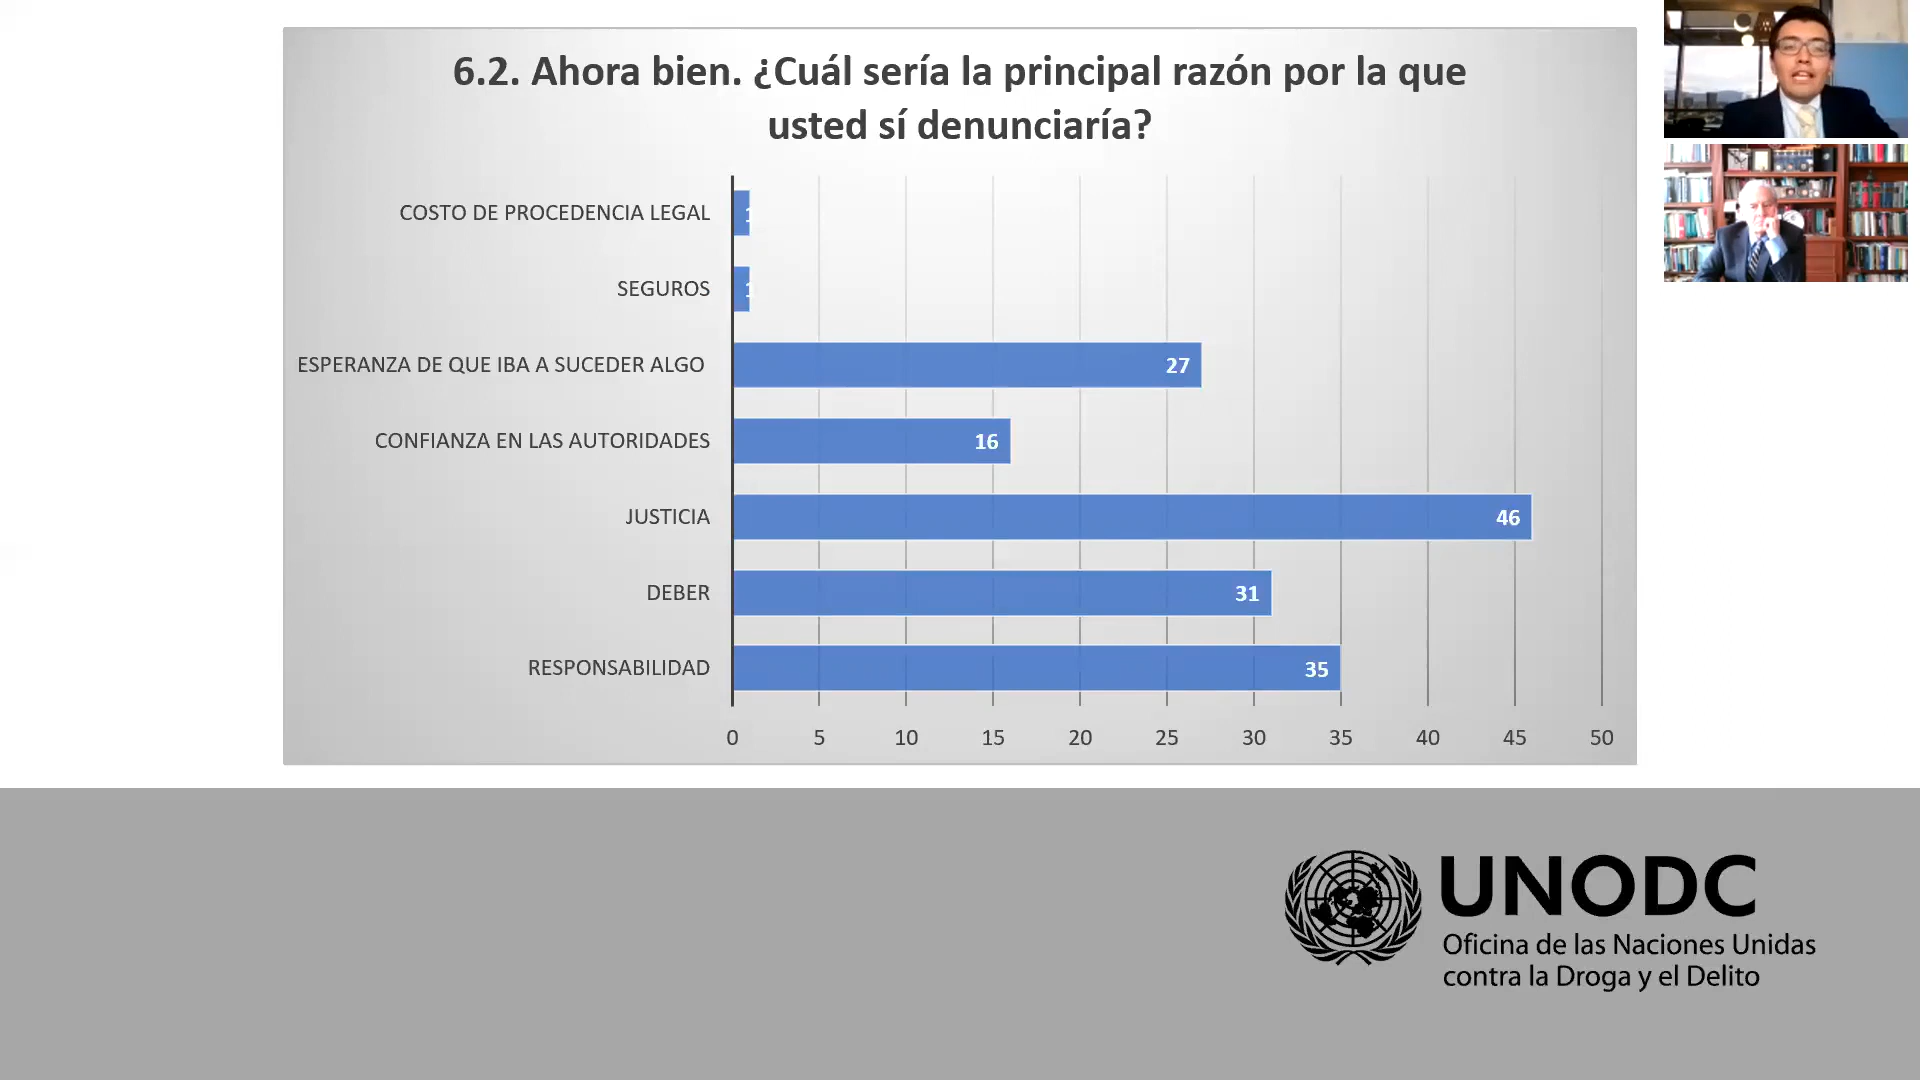 6.2. Ahora bien. ¿Cuál sería la principal razón por la que
usted sí denunciaría?
COSTO DE PROCEDENCIA LEGAL
1
SEGUROS
1
ESPERANZA DE QUE IBA A SUCEDER ALGO
27
CONFIANZA EN LAS AUTORIDADES
16
JUSTICIA
46
DEBER
31
RESPONSABILIDAD
35
0 5 10 15 20 25 30 35 40 45 50
UNODC
Oficina de las Naciones Unidas
contra la Droga y el Delito